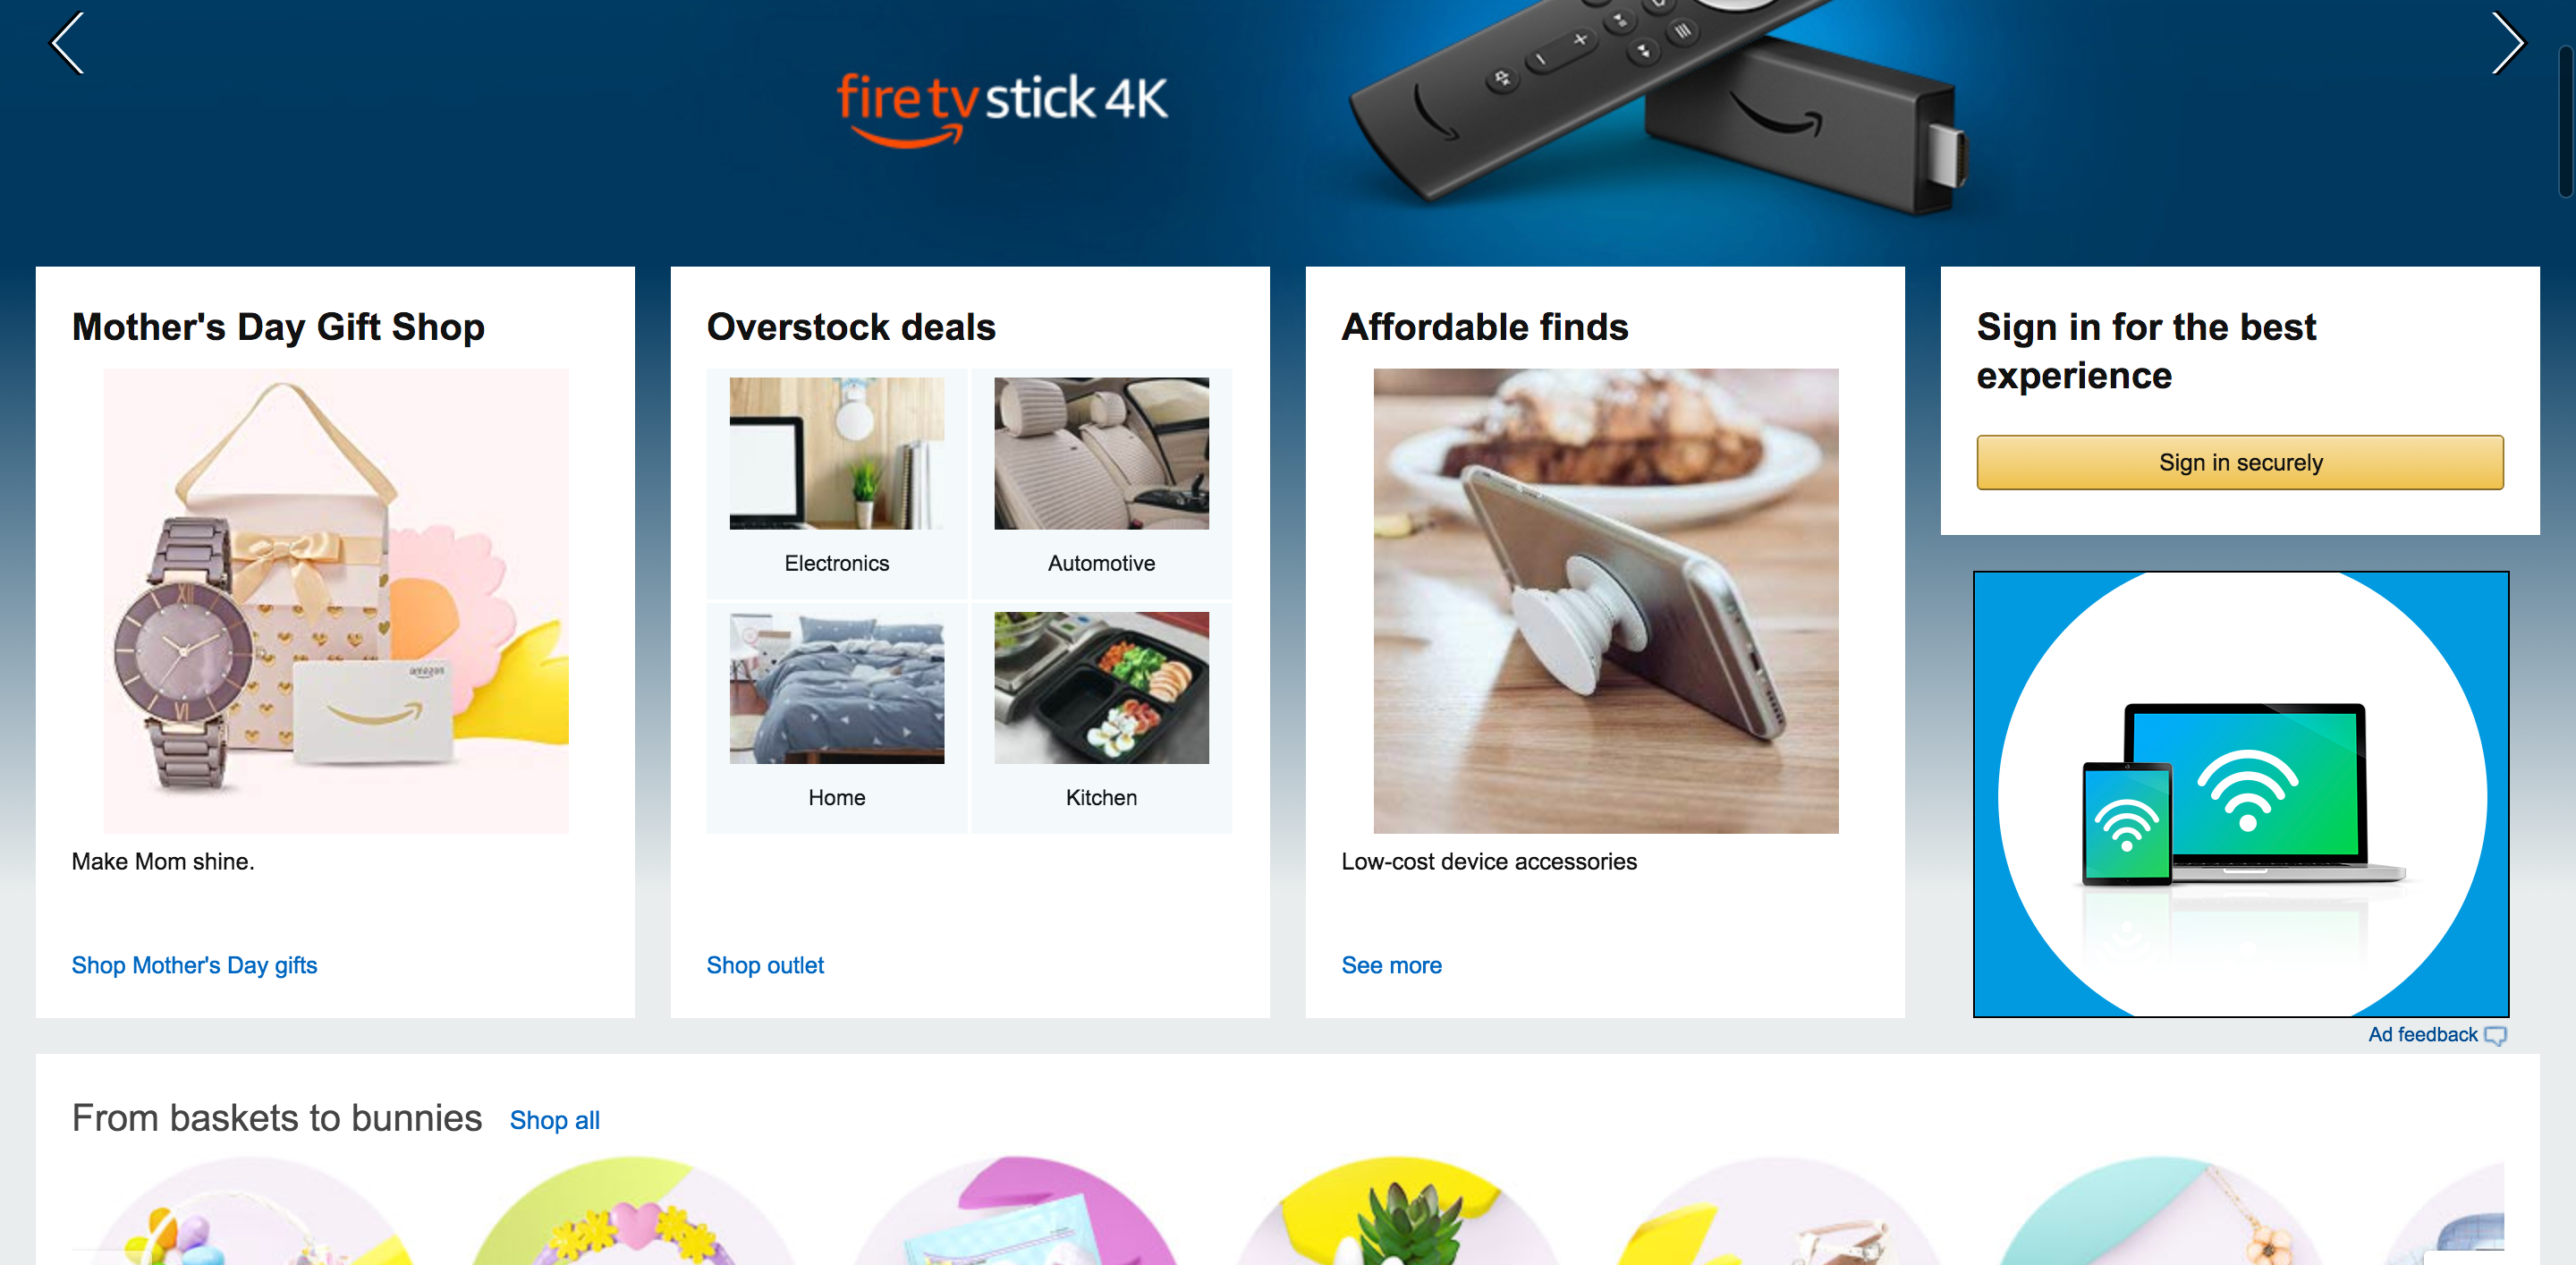 fire tv stick 4K
Mother's Day Gift Shop
amazon
Make Mom shine.
Shop Mother's Day gifts
Overstock deals
Electronics
Automotive
Home
Kitchen
Shop outlet
Affordable finds
Low-cost device accessories
See more
Sign in for the best
experience
Sign in securely
Ad feedback
From baskets to bunnies
Shop all